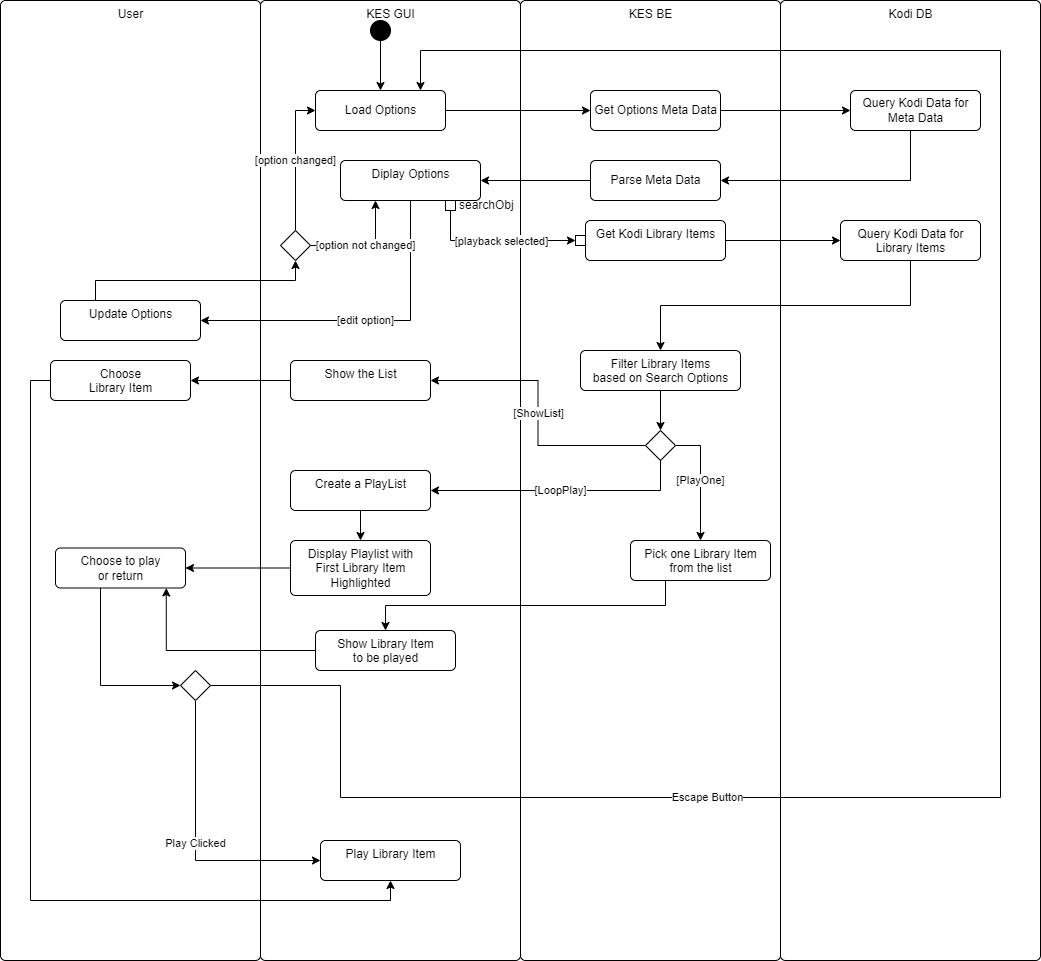 User
KES GUI
KES BE
Kodi DB
Load Options
Get Options Meta Data
Query Kodi Data for
Meta Data
[option changed]
Diplay Options
Parse Meta Data
searchObj
[option not changed]
[playback selected]
Get Kodi Library Items
Query Kodi Data for
Library Items
Update Options
[edit option]
Choose
Library Item
Show the List
Filter Library Items
based on Search Options
[ShowList]
Create a PlayList
[LoopPlay]
[PlayOne]
Choose to play
or return
Display Playlist with
First Library Item
Highlighted
Pick one Library Item
from the list
Show Library Item
to be played
Escape Button
Play Clicked
Play Library Item